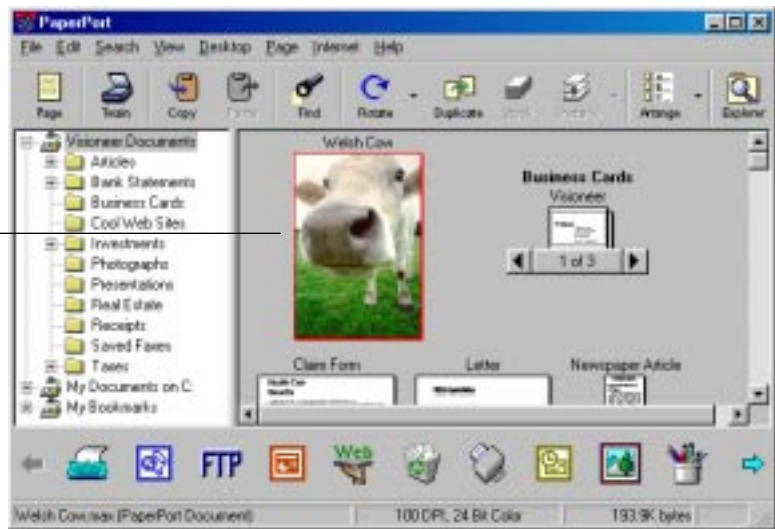 PaperPort
File Edit Search View Desktop Page Internet Help
Page Twain Copy Paste Find Rotate Duplicate Stack Unstack Arrange Explorer
Visioneer Documents
Articles
Bank Statements
Business Cards
Cool Web Sites
Investments
Photographs
Presentations
Real Estate
Receipts
Saved Faxes
Taxes
My Documents on C
My Bookmarks
Welsh Cow
Business Cards
Visioneer
1 of 3
Claim Form Letter Newspaper Article
FTP Web
Welsh Cow.max (PaperPort Document) 100 DPI, 24 Bit Color 193.9K bytes